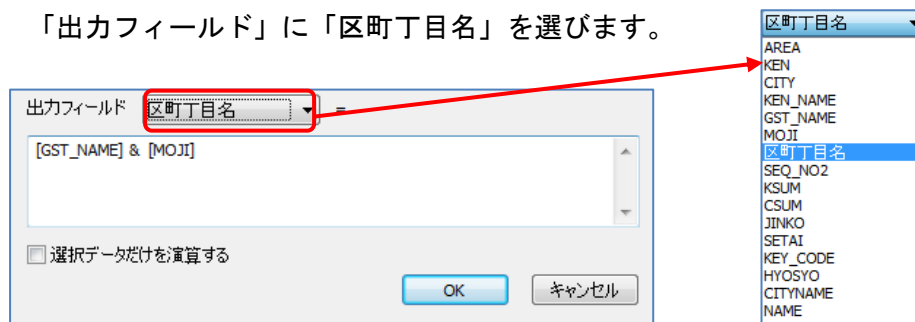 「出力フィールド」に「区町丁目名」を選びます。
出力フィールド 区町丁目名 =
[GST_NAME] & [MOJI]
選択データだけを演算する
OK キャンセル
区町丁目名
AREA
KEN
CITY
KEN_NAME
GST_NAME
MOJI
区町丁目名
SEQ_NO2
KSUM
CSUM
JINKO
SETAI
KEY_CODE
HYOSYO
CITYNAME
NAME